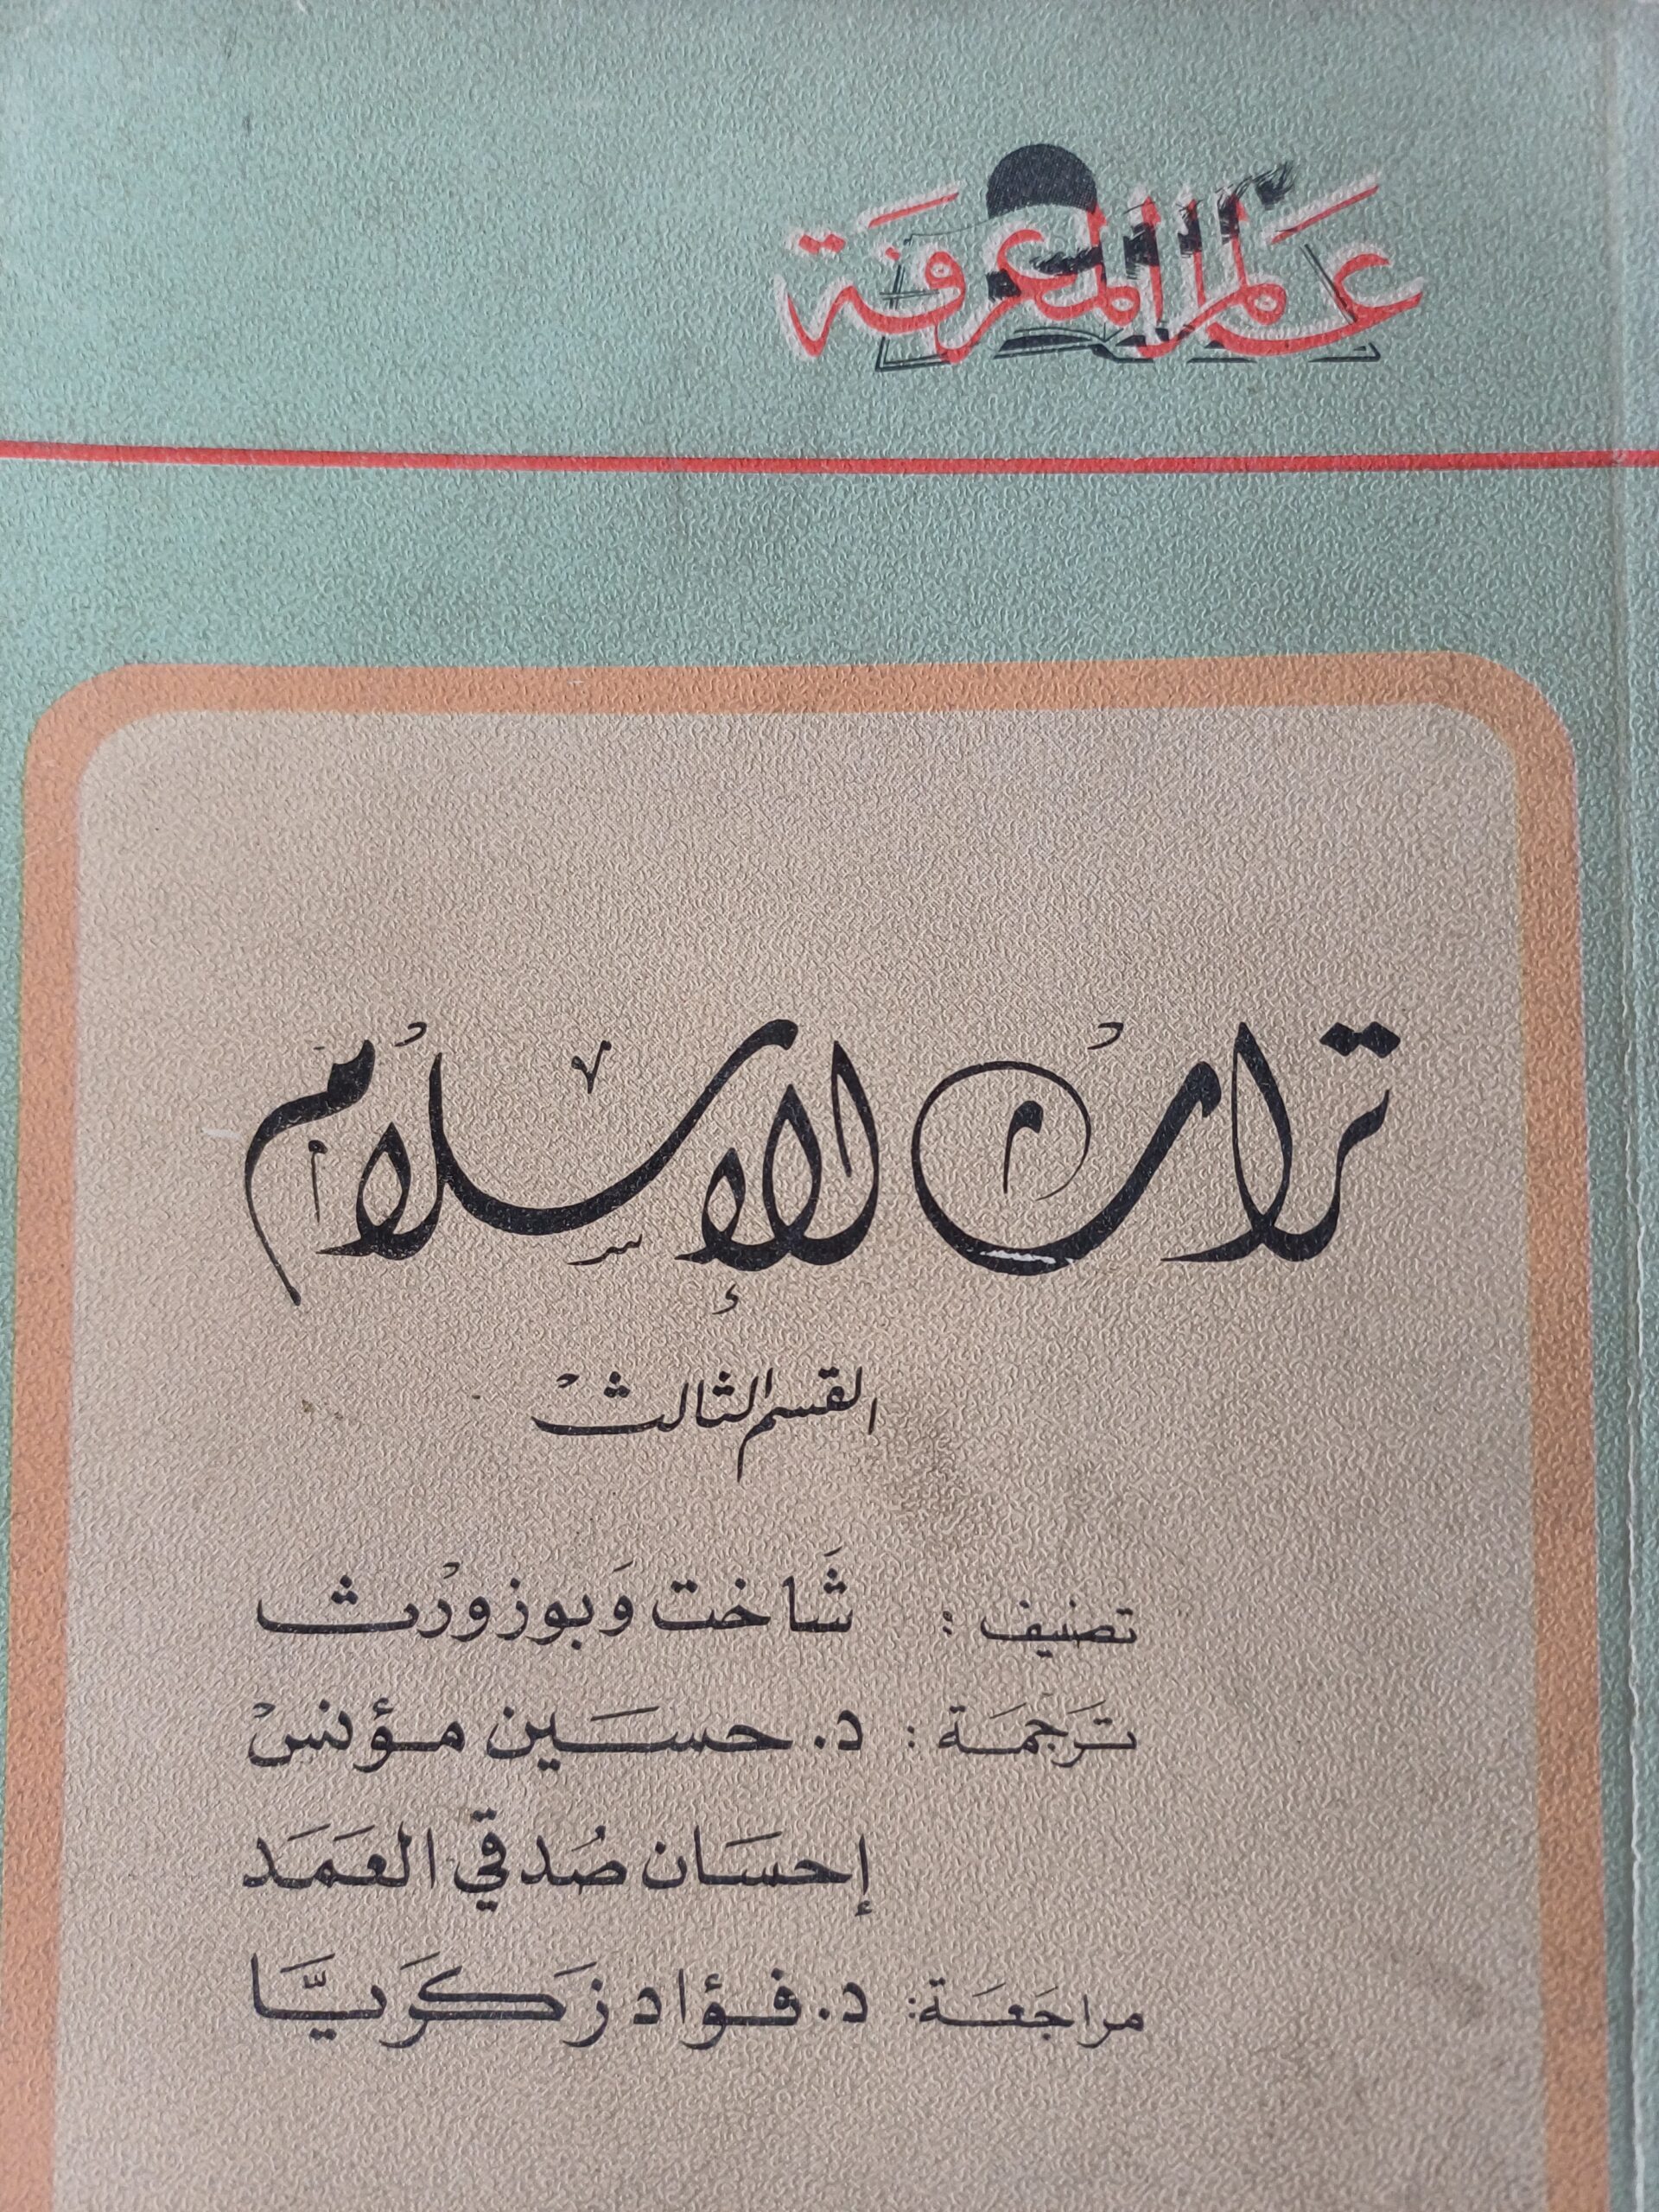 عالم المعرفة
تراث الإسلام
القسم الثالث
تصنيف : شاخت وبوزورث
ترجمة : د. حسين مؤنس
إحسان صدقي العمد
مراجعة : د. فؤاد زكريا